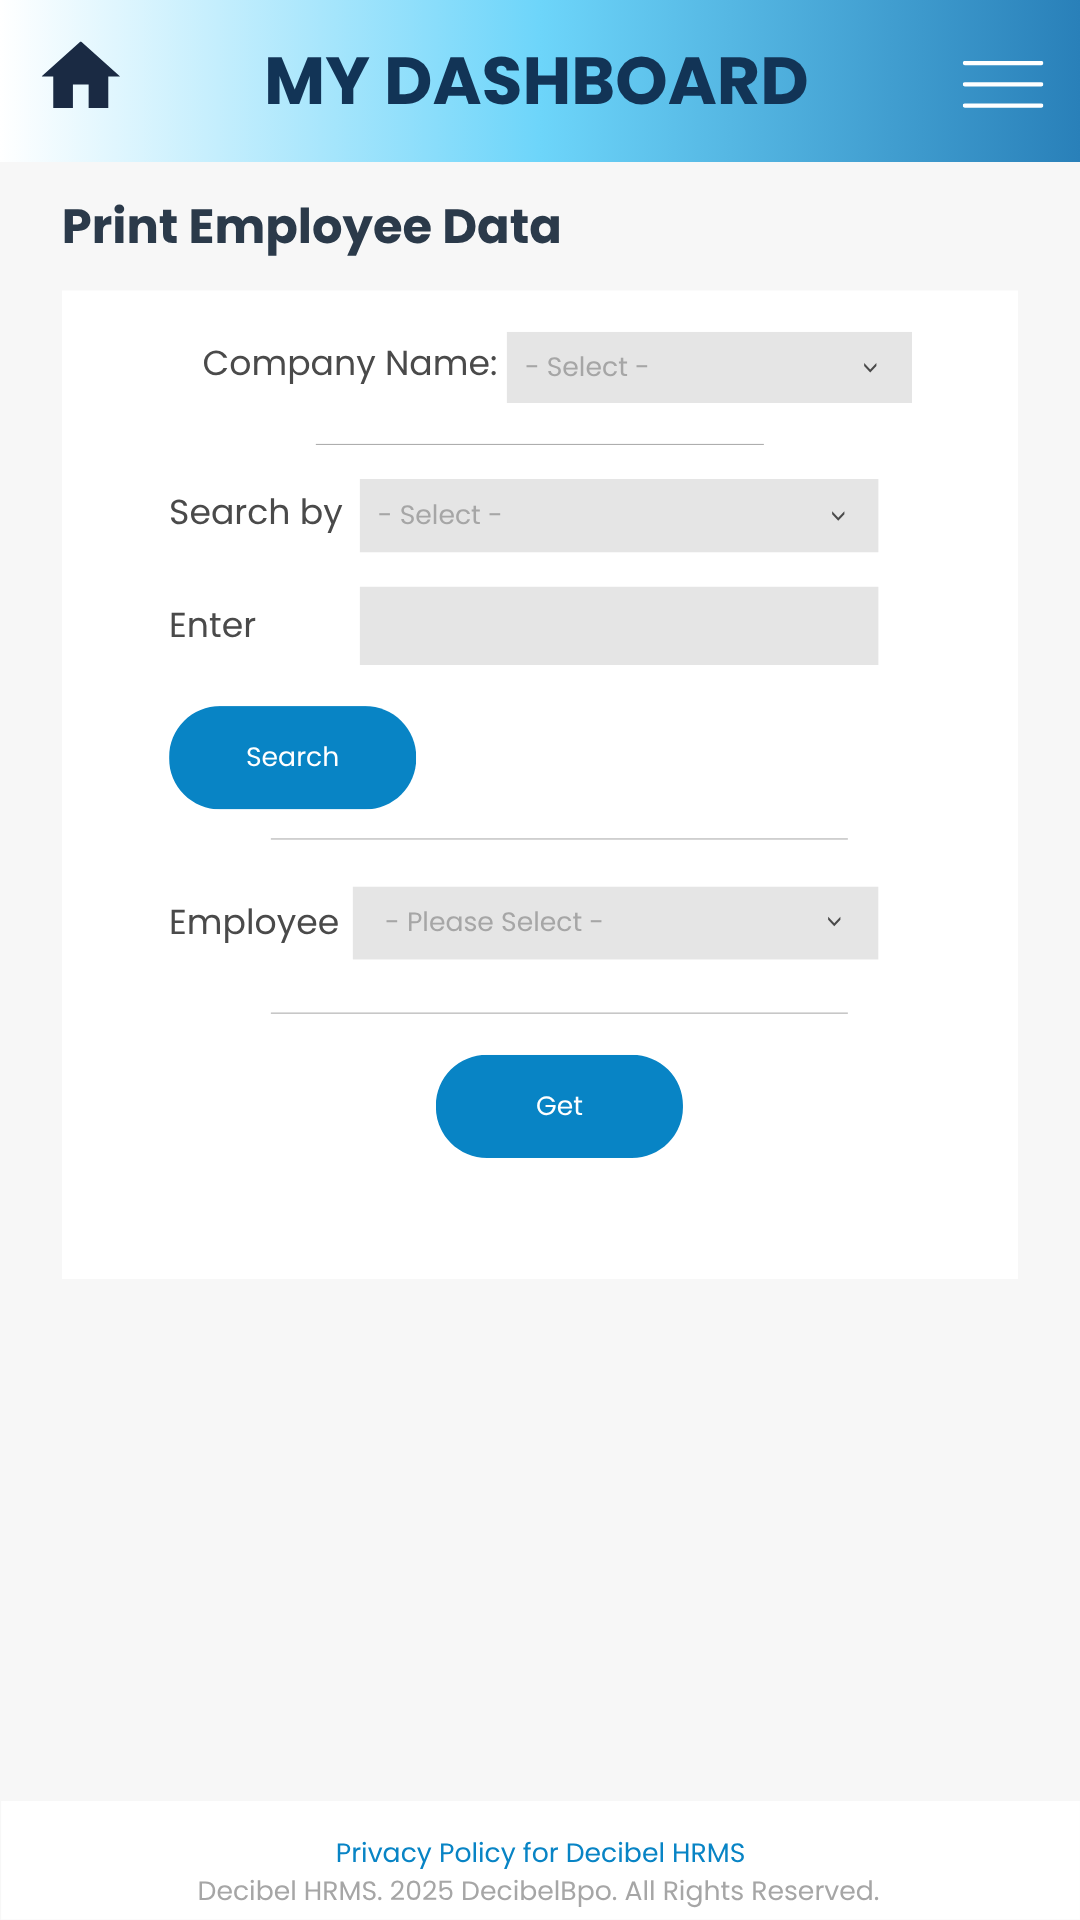 MY DASHBOARD
Print Employee Data
Company Name: - Select -
Search by - Select -
Enter
Search
Employee - Please Select -
Get
Privacy Policy for Decibel HRMS
Decibel HRMS. 2025 DecibelBpo. All Rights Reserved.